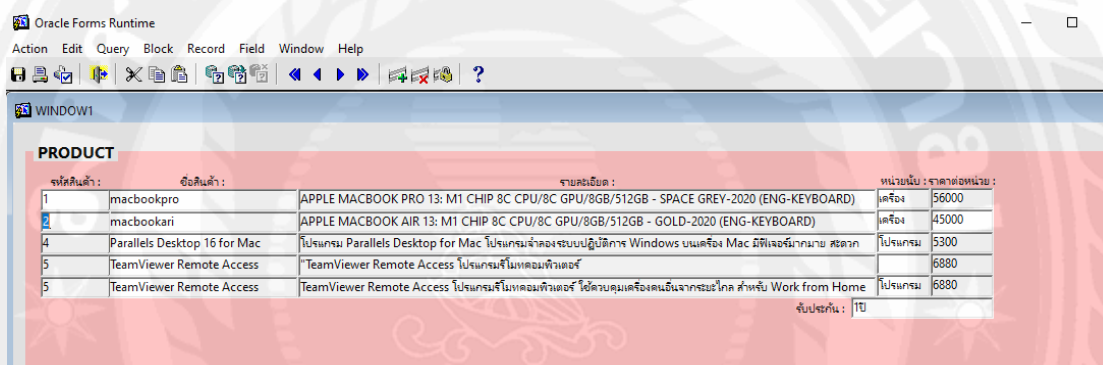 Oracle Forms Runtime
Action Edit Query Block Record Field Window Help
WINDOW1
PRODUCT
รหัสสินค้า : ชื่อสินค้า : รายละเอียด : หน่วยนับ : ราคาต่อหน่วย :
1 macbookpro APPLE MACBOOK PRO 13: M1 CHIP 8C CPU/8C GPU/8GB/512GB - SPACE GREY-2020 (ENG-KEYBOARD) เครื่อง 56000
2 macbookari APPLE MACBOOK AIR 13: M1 CHIP 8C CPU/8C GPU/8GB/512GB - GOLD-2020 (ENG-KEYBOARD) เครื่อง 45000
4 Parallels Desktop 16 for Mac โปรแกรม Parallels Desktop for Mac โปรแกรมจำลองระบบปฏิบัติการ Windows บนเครื่อง Mac มีฟีเจอร์มากมาย สะดวก โปรแกรม 5300
5 TeamViewer Remote Access "TeamViewer Remote Access โปรแกรมรีโมทคอมพิวเตอร์ 6880
5 TeamViewer Remote Access TeamViewer Remote Access โปรแกรมรีโมทคอมพิวเตอร์ ใช้ควบคุมเครื่องคนอื่นจากระยะไกล สำหรับ Work from Home โปรแกรม 6880
รับประกัน : 1ปี